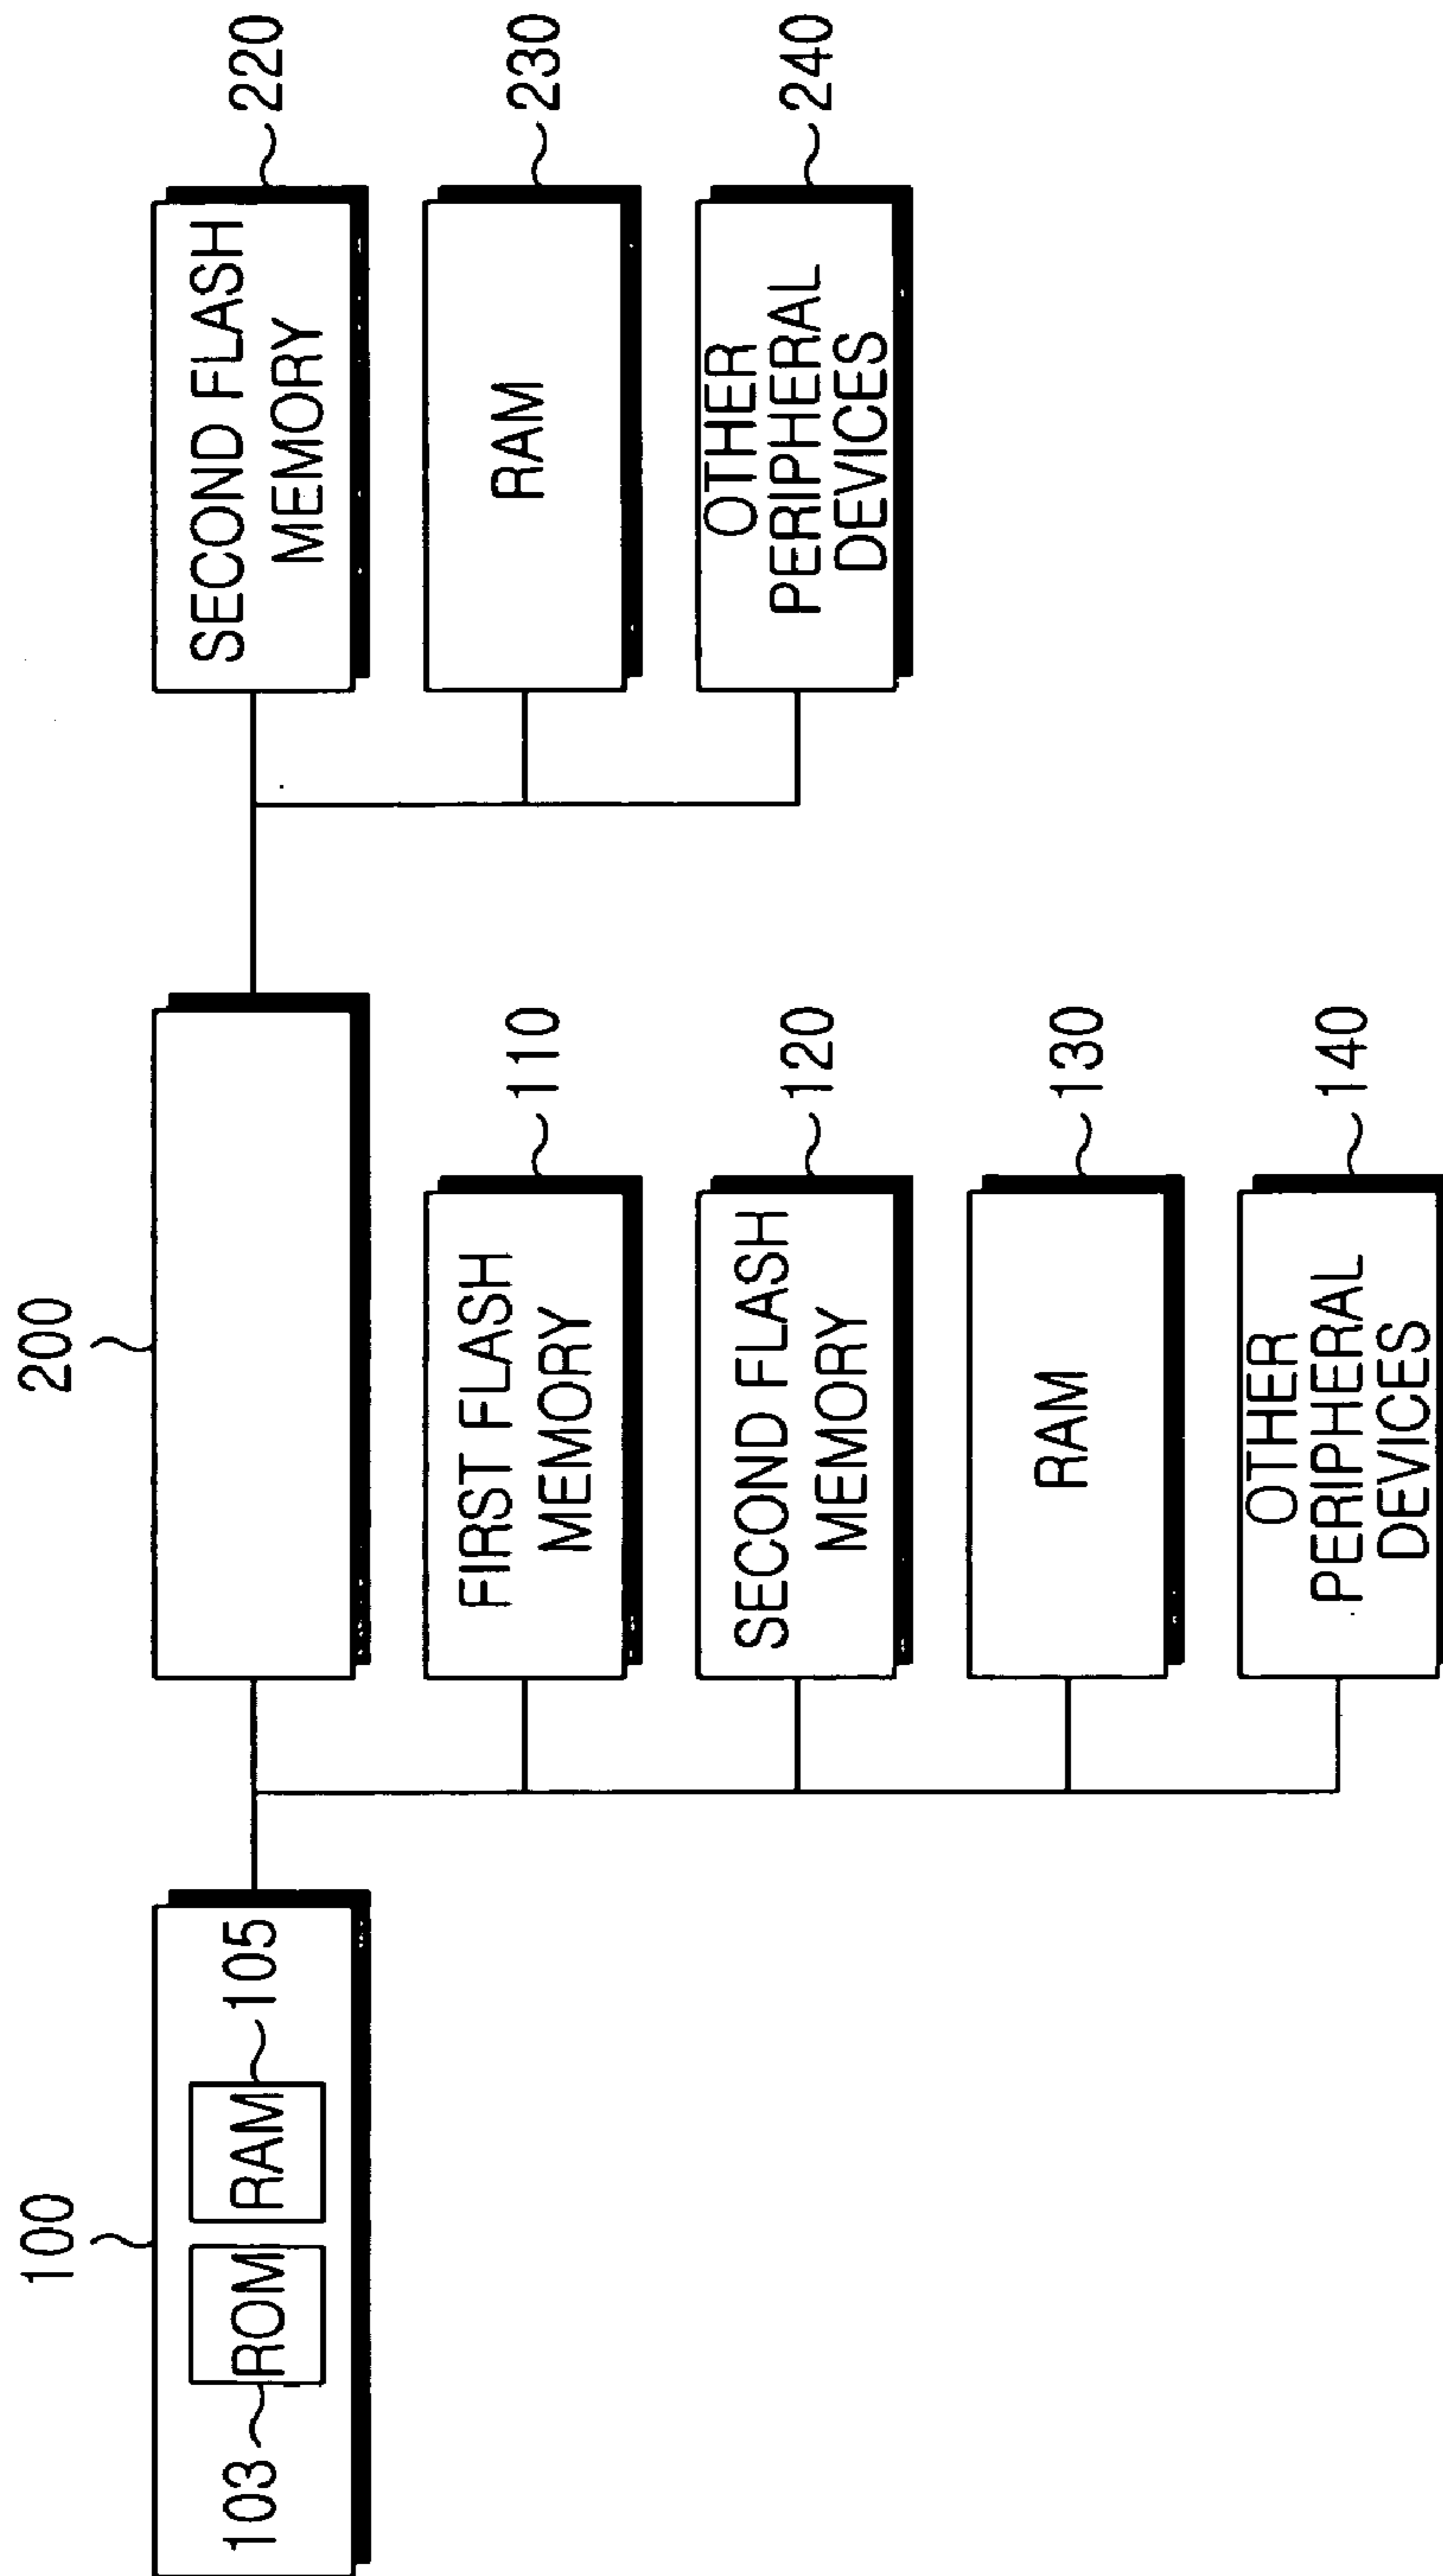 100
200
103
ROM
RAM
105
SECOND FLASH
MEMORY
220
FIRST FLASH
MEMORY
110
RAM
230
SECOND FLASH
MEMORY
120
OTHER
PERIPHERAL
DEVICES
240
RAM
130
OTHER
PERIPHERAL
DEVICES
140